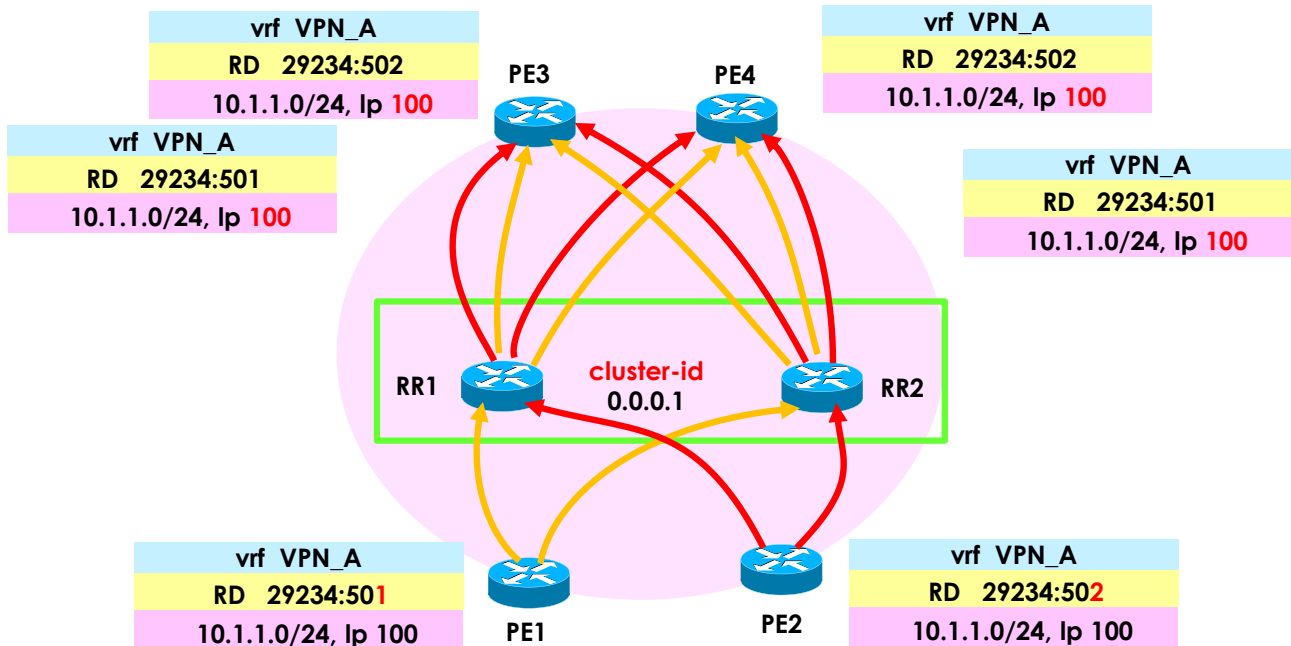 vrf VPN_A
RD 29234:502
10.1.1.0/24, lp 100
vrf VPN_A
RD 29234:501
10.1.1.0/24, lp 100
PE3
PE4
vrf VPN_A
RD 29234:502
10.1.1.0/24, lp 100
vrf VPN_A
RD 29234:501
10.1.1.0/24, lp 100
RR1
cluster-id
0.0.0.1
RR2
vrf VPN_A
RD 29234:501
10.1.1.0/24, lp 100
PE1
PE2
vrf VPN_A
RD 29234:502
10.1.1.0/24, lp 100